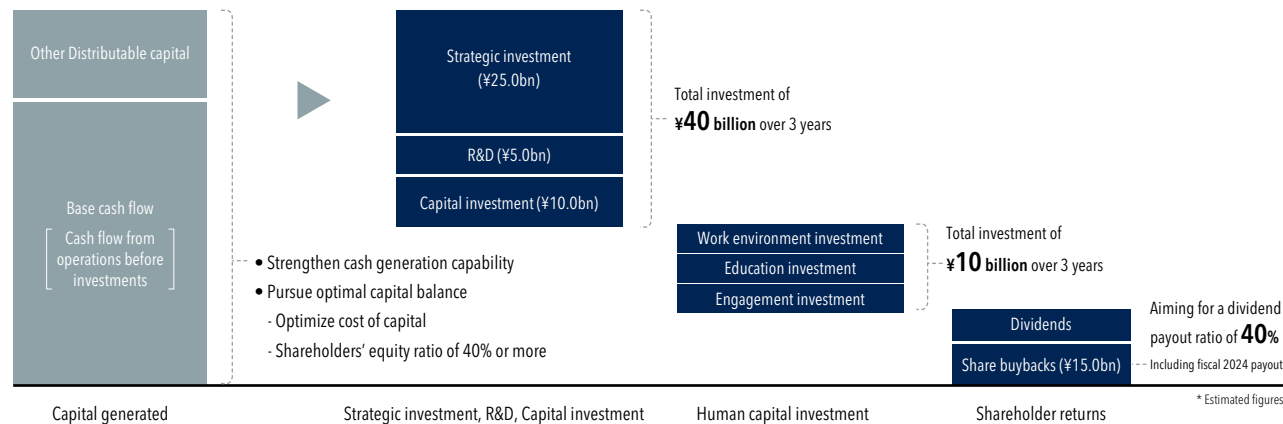 Other Distributable capital
Base cash flow
Cash flow from
operations before
investments
Strategic investment
(¥25.0bn)
R&D (¥5.0bn)
Capital investment (¥10.0bn)
Total investment of
¥40 billion over 3 years
• Strengthen cash generation capability
• Pursue optimal capital balance
- Optimize cost of capital
- Shareholders’ equity ratio of 40% or more
Work environment investment
Education investment
Engagement investment
Total investment of
¥10 billion over 3 years
Dividends
Share buybacks (¥15.0bn)
Aiming for a dividend
payout ratio of 40%
Including fiscal 2024 payout
* Estimated figures
Capital generated
Strategic investment, R&D, Capital investment
Human capital investment
Shareholder returns